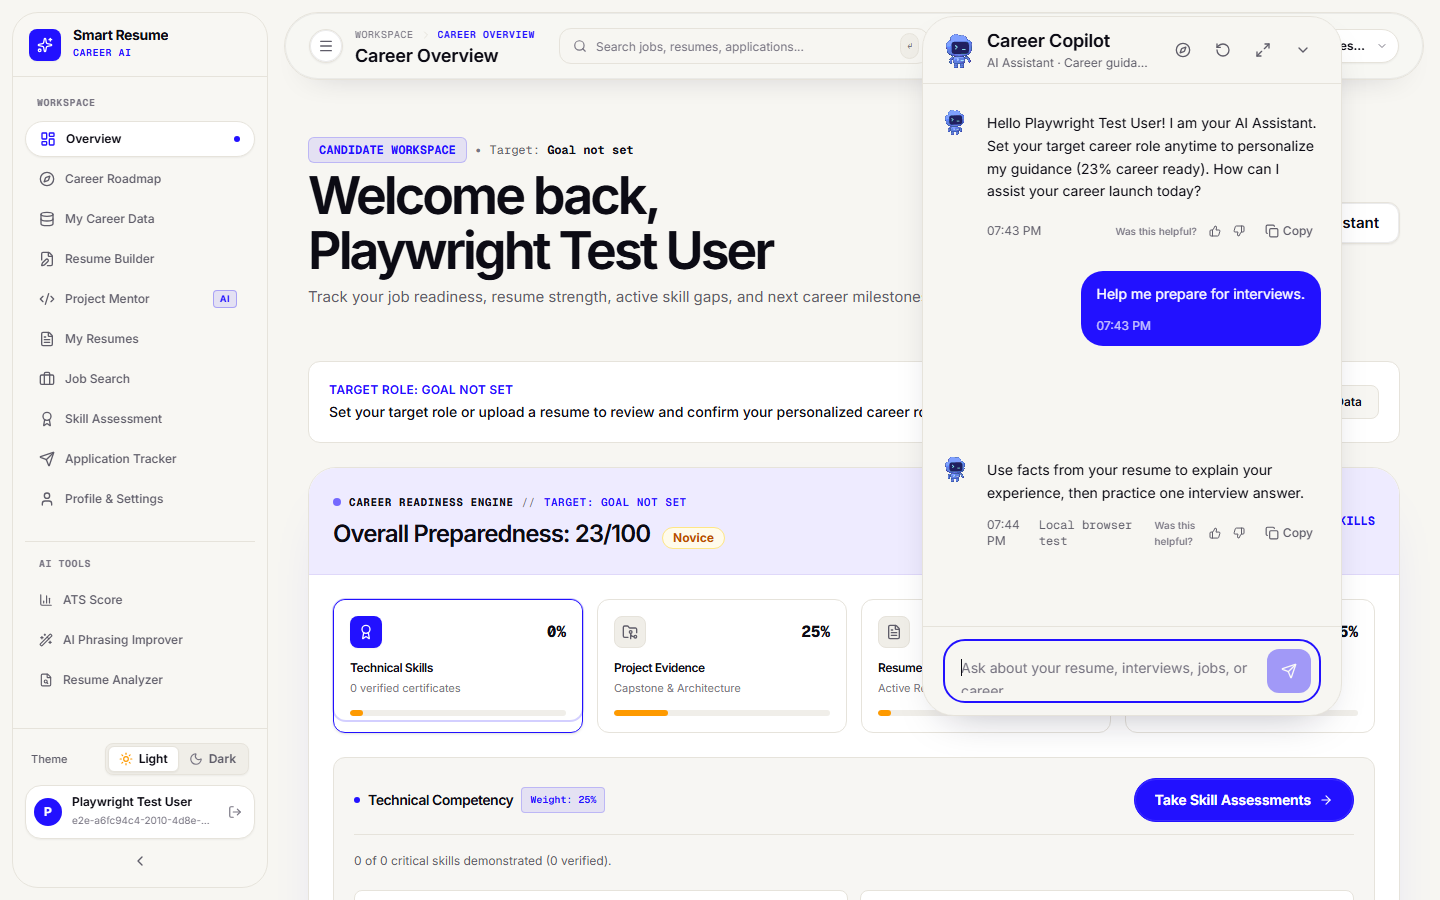 Smart Resume
CAREER AI
WORKSPACE
Overview
Career Roadmap
My Career Data
Resume Builder
Project Mentor AI
My Resumes
Job Search
Skill Assessment
Application Tracker
Profile & Settings
AI TOOLS
ATS Score
AI Phrasing Improver
Resume Analyzer
Theme Light Dark
P Playwright Test User
e2e-a6fc94c4-2010-4d8e-...
WORKSPACE CAREER OVERVIEW
Career Overview
Search jobs, resumes, applications...
es...
CANDIDATE WORKSPACE • Target: Goal not set
Welcome back,
Playwright Test User
Track your job readiness, resume strength, active skill gaps, and next career milestone
stant
TARGET ROLE: GOAL NOT SET
Set your target role or upload a resume to review and confirm your personalized career
Data
CAREER READINESS ENGINE // TARGET: GOAL NOT SET
Overall Preparedness: 23/100 Novice
KILLS
0%
Technical Skills
0 verified certificates
25%
Project Evidence
Capstone & Architecture
Resume
Active
5%
Technical Competency Weight: 25%
Take Skill Assessments
0 of 0 critical skills demonstrated (0 verified).
Career Copilot
AI Assistant · Career guida...
Hello Playwright Test User! I am your AI Assistant.
Set your target career role anytime to personalize
my guidance (23% career ready). How can I
assist your career launch today?
07:43 PM Was this helpful? Copy
Help me prepare for interviews.
07:43 PM
Use facts from your resume to explain your
experience, then practice one interview answer.
07:44 PM Local browser test Was this helpful? Copy
Ask about your resume, interviews, jobs, or
career